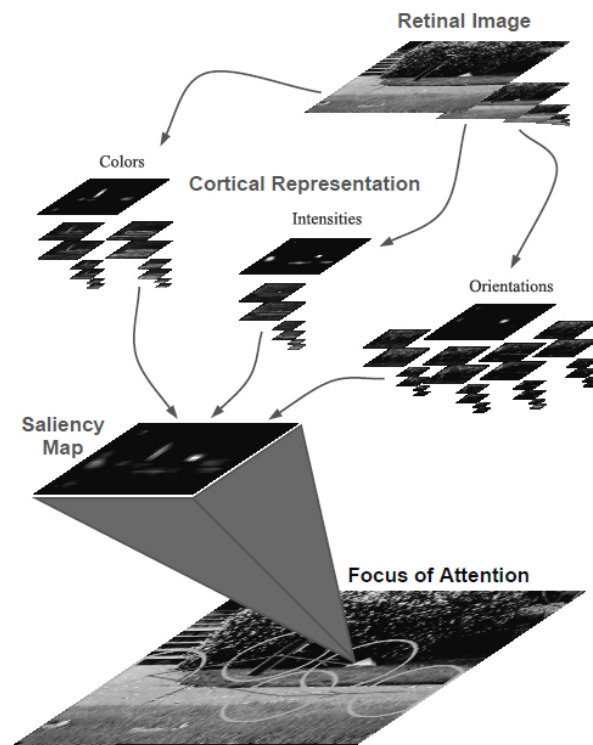 Retinal Image
Colors
Cortical Representation
Intensities
Orientations
Saliency
Map
Focus of Attention